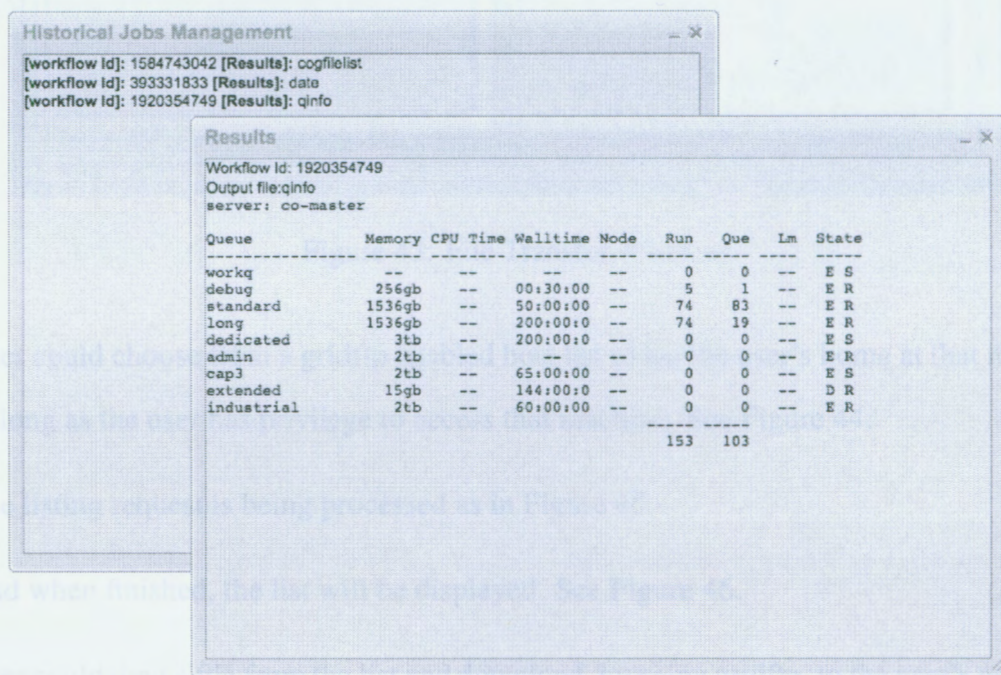 Historical Jobs Management
[workflow Id]: 1584743042 [Results]: cogfilelist
[workflow Id]: 393331833 [Results]: date
[workflow Id]: 1920354749 [Results]: qinfo
Results
Workflow Id: 1920354749
Output file:qinfo
server: co-master
Queue Memory CPU Time Walltime Node Run Que Lm State
---------------- ------ -------- -------- ---- ----- ----- ---- -----
workq -- -- -- -- 0 0 -- E S
debug 256gb -- 00:30:00 -- 5 1 -- E R
standard 1536gb -- 50:00:00 -- 74 83 -- E R
long 1536gb -- 200:00:0 -- 74 19 -- E R
dedicated 3tb -- 200:00:0 -- 0 0 -- E S
admin 2tb -- -- -- 0 0 -- E R
cap3 2tb -- 65:00:00 -- 0 0 -- E S
extended 15gb -- 144:00:0 -- 0 0 -- D R
industrial 2tb -- 60:00:00 -- 0 0 -- E R
----- -----
153 103